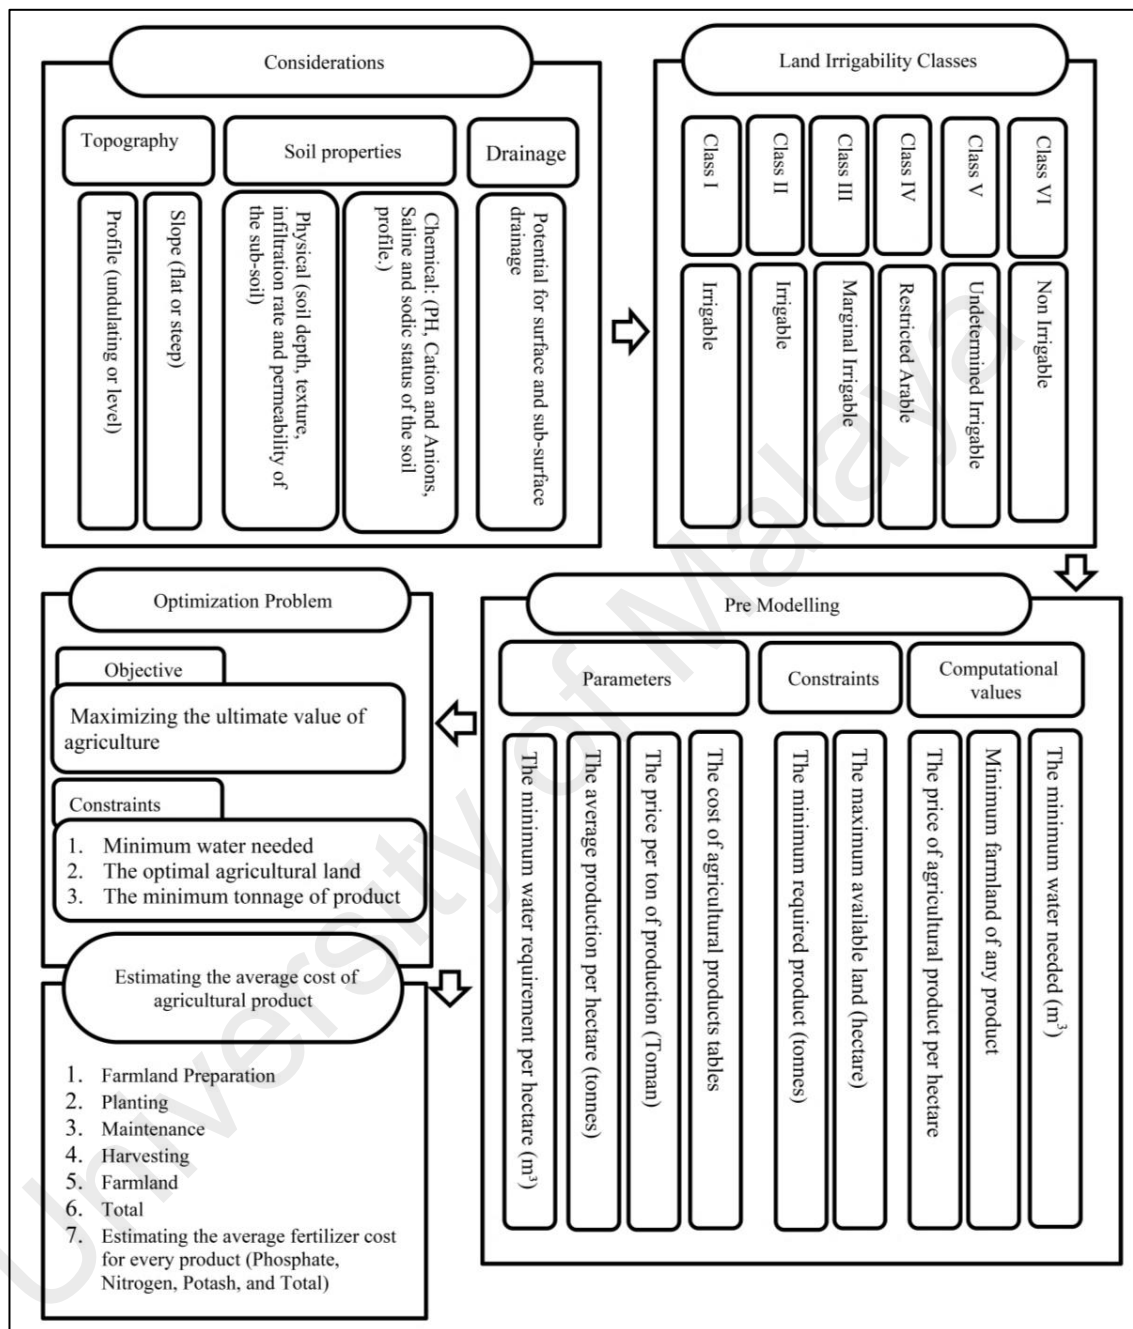 Considerations
Topography
Soil properties
Drainage
Profile (undulating or level)
Slope (flat or steep)
Physical (soil depth, texture,
infiltration rate and permeability of
the sub-soil)
Chemical: (PH, Cation and Anions,
Saline and sodic status of the soil
profile.)
Potential for surface and sub-surface
drainage
Land Irrigability Classes
Class I
Class II
Class III
Class IV
Class V
Class VI
Irrigable
Irrigable
Marginal Irrigable
Restricted Arable
Undetermined Irrigable
Non Irrigable
Pre Modelling
Parameters
Constraints
Computational
values
The minimum water requirement per hectare (m³)
The average production per hectare (tonnes)
The price per ton of production (Toman)
The cost of agricultural products tables
The minimum required product (tonnes)
The maximum available land (hectare)
The price of agricultural product per hectare
Minimum farmland of any product
The minimum water needed (m³)
Optimization Problem
Objective
Maximizing the ultimate value of
agriculture
Constraints
1. Minimum water needed
2. The optimal agricultural land
3. The minimum tonnage of product
Estimating the average cost of
agricultural product
1. Farmland Preparation
2. Planting
3. Maintenance
4. Harvesting
5. Farmland
6. Total
7. Estimating the average fertilizer cost
for every product (Phosphate,
Nitrogen, Potash, and Total)
University of Malaya